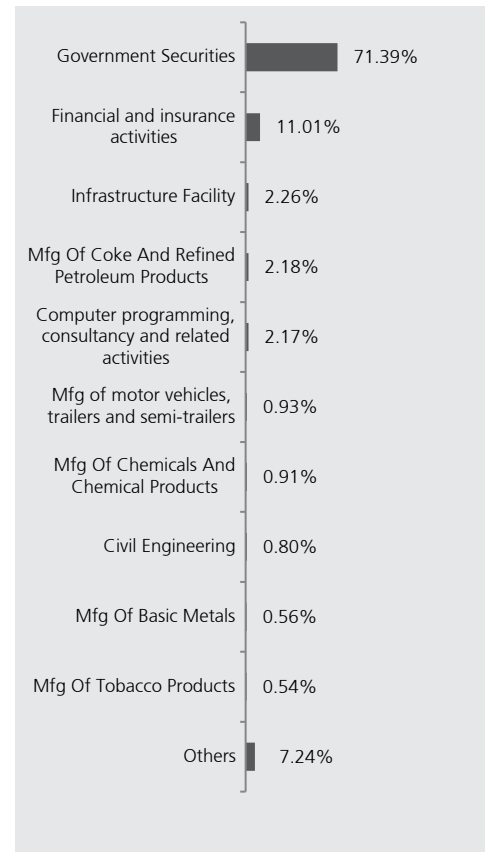 Government Securities 71.39%
Financial and insurance
activities 11.01%
Infrastructure Facility 2.26%
Mfg Of Coke And Refined
Petroleum Products 2.18%
Computer programming,
consultancy and related
activities 2.17%
Mfg of motor vehicles,
trailers and semi-trailers 0.93%
Mfg Of Chemicals And
Chemical Products 0.91%
Civil Engineering 0.80%
Mfg Of Basic Metals 0.56%
Mfg Of Tobacco Products 0.54%
Others 7.24%